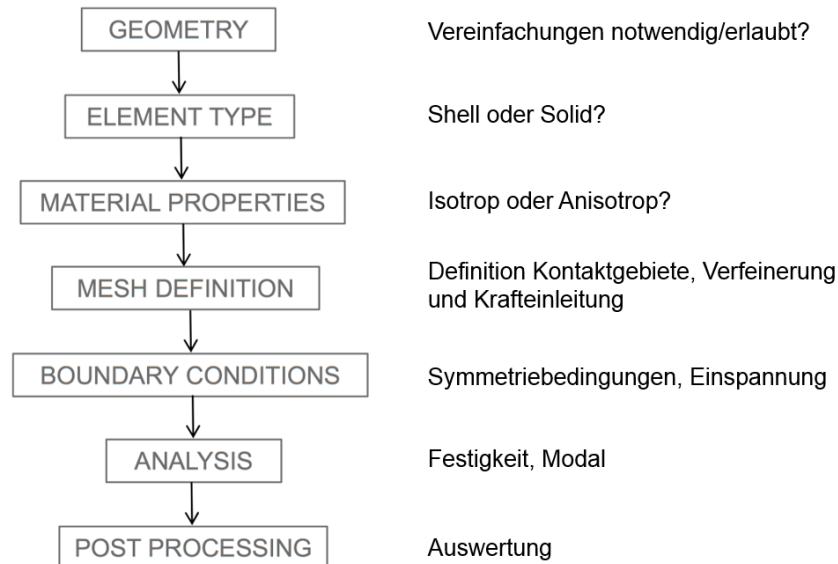 GEOMETRY
Vereinfachungen notwendig/erlaubt?
ELEMENT TYPE
Shell oder Solid?
MATERIAL PROPERTIES
Isotrop oder Anisotrop?
MESH DEFINITION
Definition Kontaktgebiete, Verfeinerung
und Krafteinleitung
BOUNDARY CONDITIONS
Symmetriebedingungen, Einspannung
ANALYSIS
Festigkeit, Modal
POST PROCESSING
Auswertung